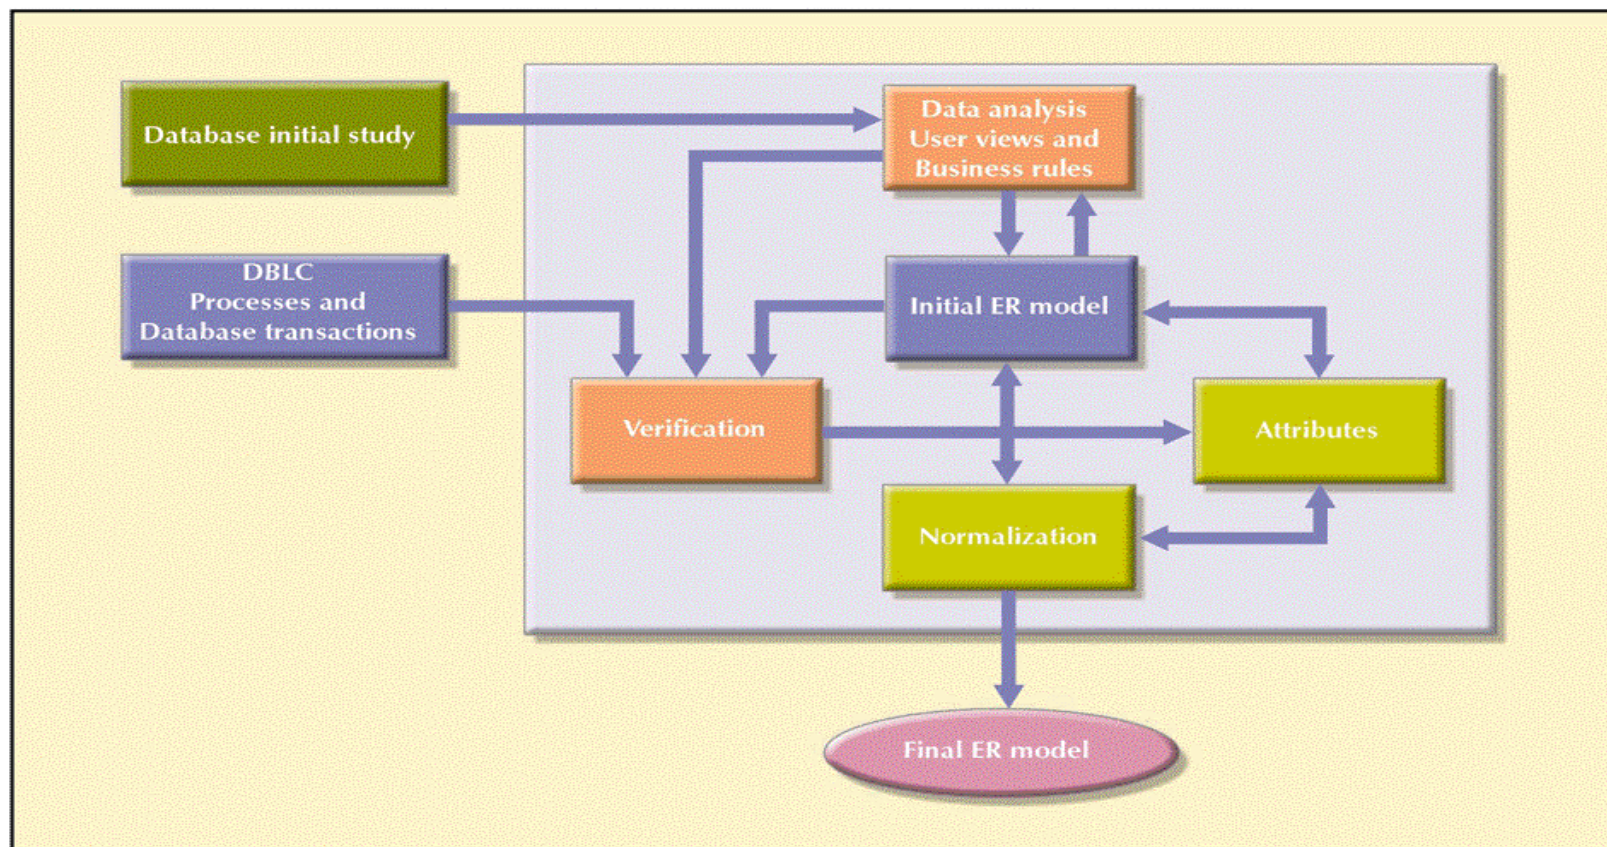 Database initial study
Data analysis
User views and
Business rules
DBLC
Processes and
Database transactions
Initial ER model
Verification
Attributes
Normalization
Final ER model